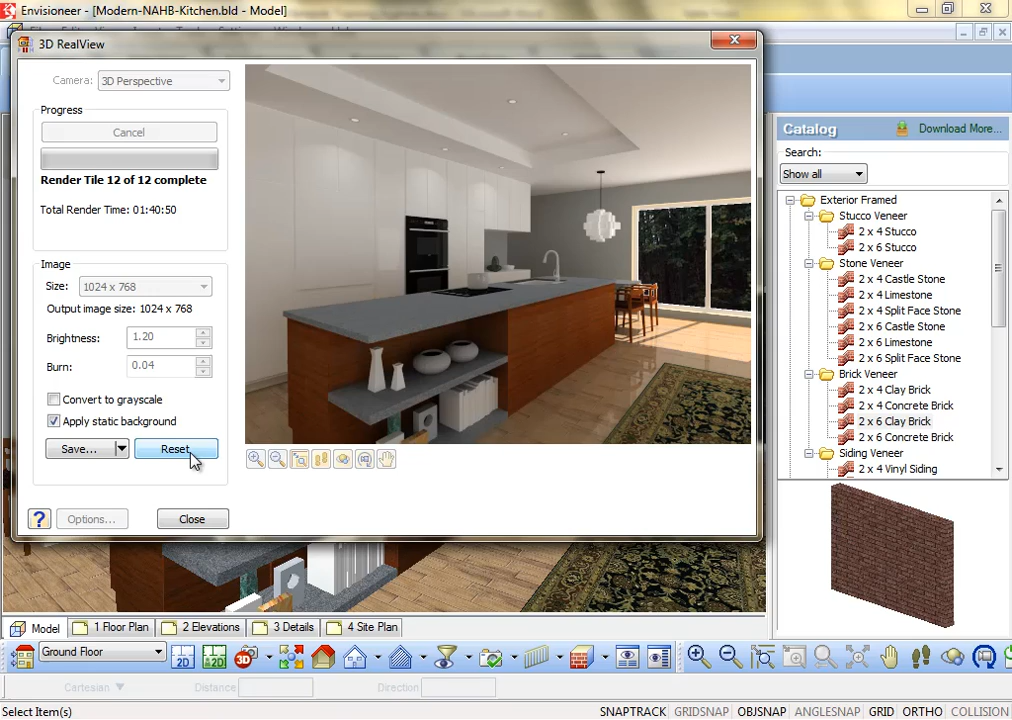 Envisioneer - [Modern-NAHB-Kitchen.bld - Model]
3D RealView
Camera: 3D Perspective
Progress
Cancel
Render Tile 12 of 12 complete
Total Render Time: 01:40:50
Image
Size: 1024 x 768
Output image size: 1024 x 768
Brightness: 1.20
Burn: 0.04
Convert to grayscale
Apply static background
Save... Reset
? Options... Close
Catalog Download More...
Search:
Show all
Exterior Framed
Stucco Veneer
2 x 4 Stucco
2 x 6 Stucco
Stone Veneer
2 x 4 Castle Stone
2 x 4 Limestone
2 x 4 Split Face Stone
2 x 6 Castle Stone
2 x 6 Limestone
2 x 6 Split Face Stone
Brick Veneer
2 x 4 Clay Brick
2 x 4 Concrete Brick
2 x 6 Clay Brick
2 x 6 Concrete Brick
Siding Veneer
2 x 4 Vinyl Siding
Model 1 Floor Plan 2 Elevations 3 Details 4 Site Plan
Ground Floor 2D 2D 3D
Cartesian Distance Direction
Select Item(s) SNAPTRACK GRIDSNAP OBJSNAP ANGLESNAP GRID ORTHO COLLISION